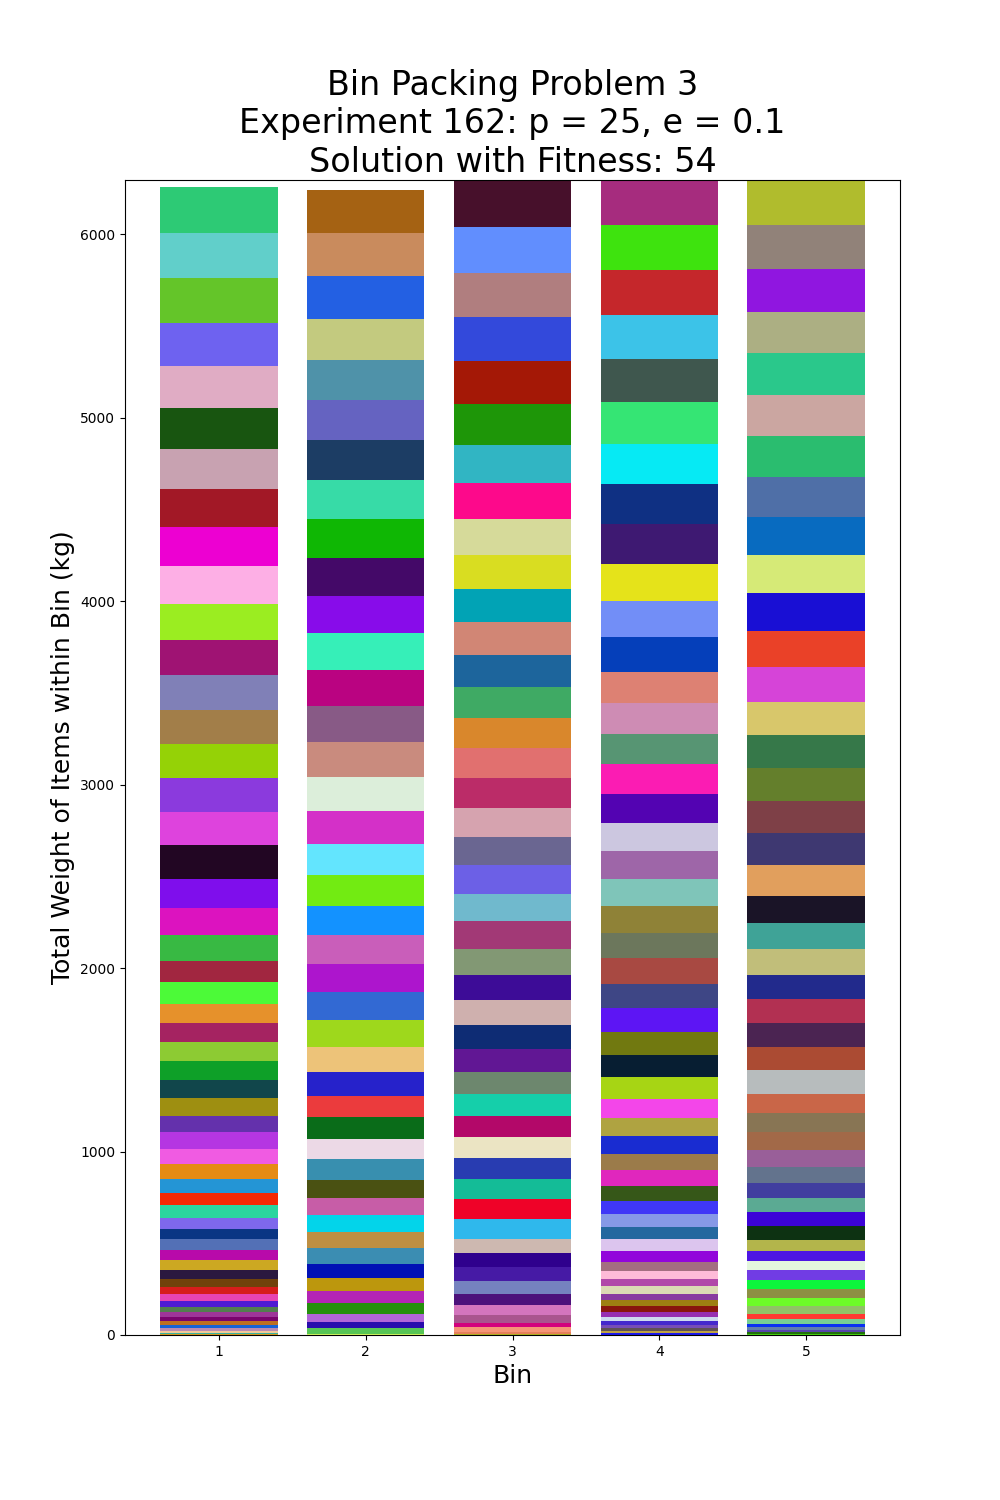 Bin Packing Problem 3
Experiment 162: p = 25, e = 0.1
Solution with Fitness: 54
Total Weight of Items within Bin (kg)
6000
5000
4000
3000
2000
1000
0
1 2 3 4 5
Bin